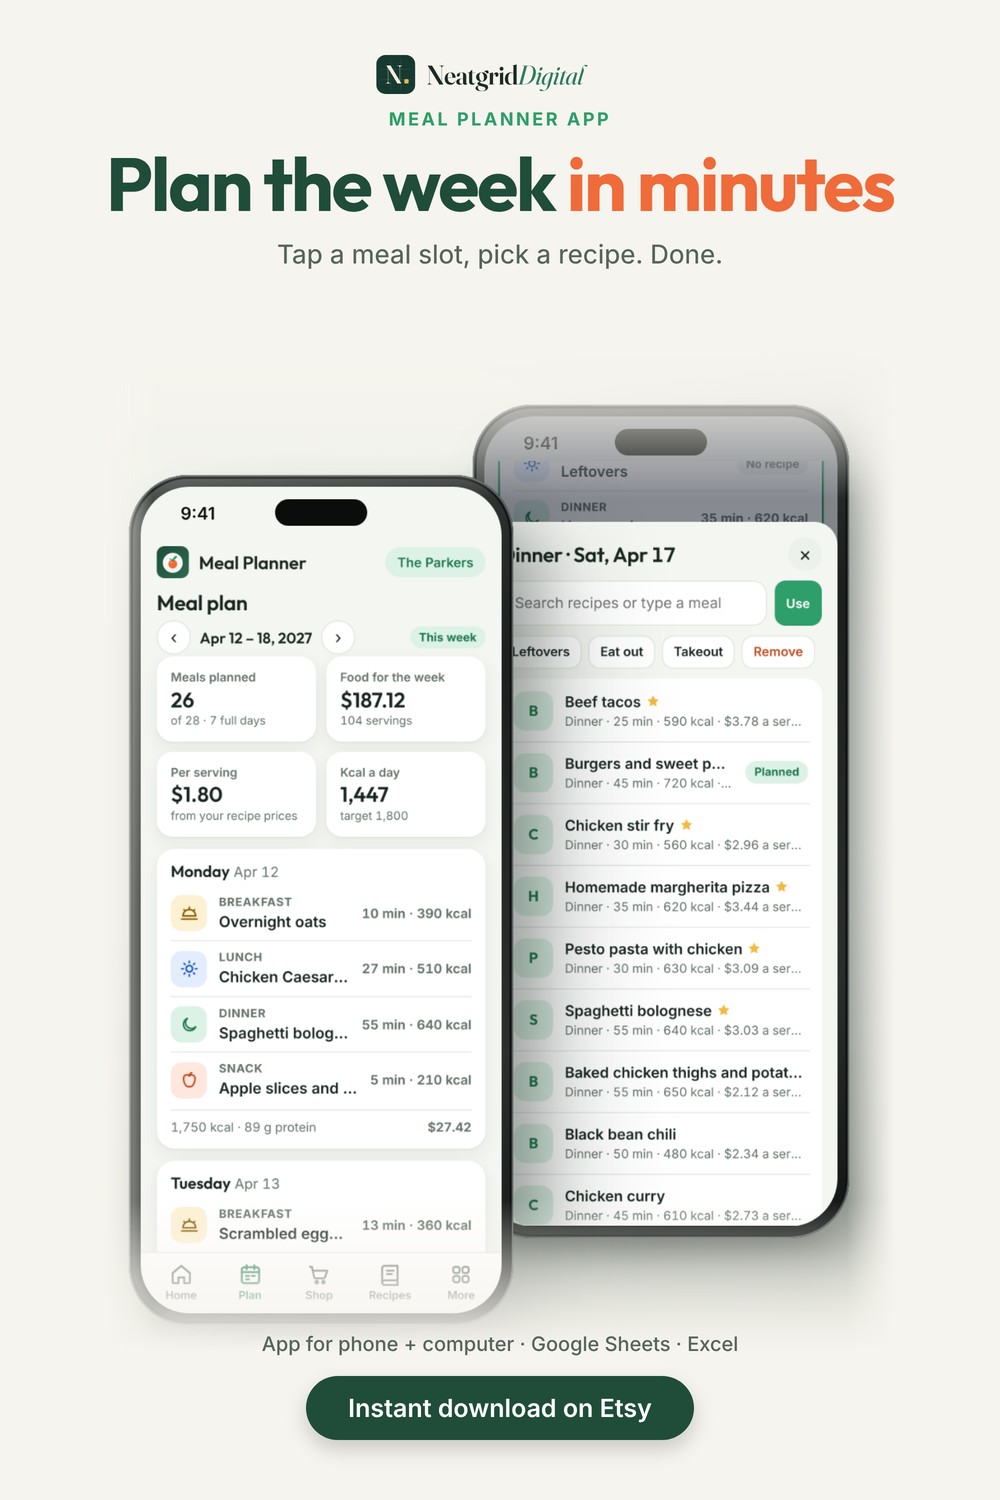 N. NeatgridDigital
MEAL PLANNER APP
Plan the week in minutes
Tap a meal slot, pick a recipe. Done.
9:41
Meal Planner
The Parkers
Meal plan
Apr 12 – 18, 2027
This week
Meals planned
26
of 28 · 7 full days
Food for the week
$187.12
104 servings
Per serving
$1.80
from your recipe prices
Kcal a day
1,447
target 1,800
Monday Apr 12
BREAKFAST
Overnight oats
10 min · 390 kcal
LUNCH
Chicken Caesar...
27 min · 510 kcal
DINNER
Spaghetti bolog...
55 min · 640 kcal
SNACK
Apple slices and ...
5 min · 210 kcal
1,750 kcal · 89 g protein
$27.42
Tuesday Apr 13
BREAKFAST
Scrambled egg...
13 min · 360 kcal
Home
Plan
Shop
Recipes
More
9:41
Leftovers
No recipe
DINNER
35 min · 620 kcal
Dinner · Sat, Apr 17
×
Search recipes or type a meal
Use
Leftovers
Eat out
Takeout
Remove
B
Beef tacos
Dinner · 25 min · 590 kcal · $3.78 a ser...
B
Burgers and sweet p...
Dinner · 45 min · 720 kcal ·...
Planned
C
Chicken stir fry
Dinner · 30 min · 560 kcal · $2.96 a ser...
H
Homemade margherita pizza
Dinner · 35 min · 620 kcal · $3.44 a ser...
P
Pesto pasta with chicken
Dinner · 30 min · 630 kcal · $3.09 a ser...
S
Spaghetti bolognese
Dinner · 55 min · 640 kcal · $3.03 a ser...
B
Baked chicken thighs and potat...
Dinner · 55 min · 650 kcal · $2.12 a ser...
B
Black bean chili
Dinner · 50 min · 480 kcal · $2.34 a ser...
C
Chicken curry
Dinner · 45 min · 610 kcal · $2.73 a ser...
App for phone + computer · Google Sheets · Excel
Instant download on Etsy